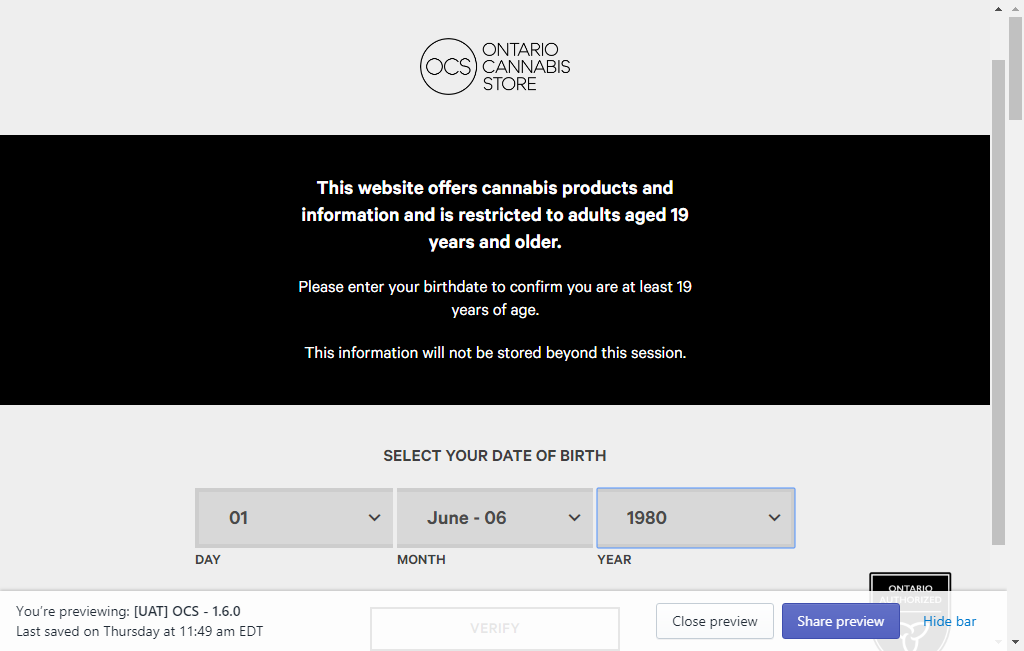 OCS
ONTARIO
CANNABIS
STORE
This website offers cannabis products and
information and is restricted to adults aged 19
years and older.
Please enter your birthdate to confirm you are at least 19
years of age.
This information will not be stored beyond this session.
SELECT YOUR DATE OF BIRTH
01
June - 06
1980
DAY
MONTH
YEAR
ONTARIO
AUTHORIZED
You're previewing: [UAT] OCS - 1.6.0
Last saved on Thursday at 11:49 am EDT
VERIFY
Close preview
Share preview
Hide bar